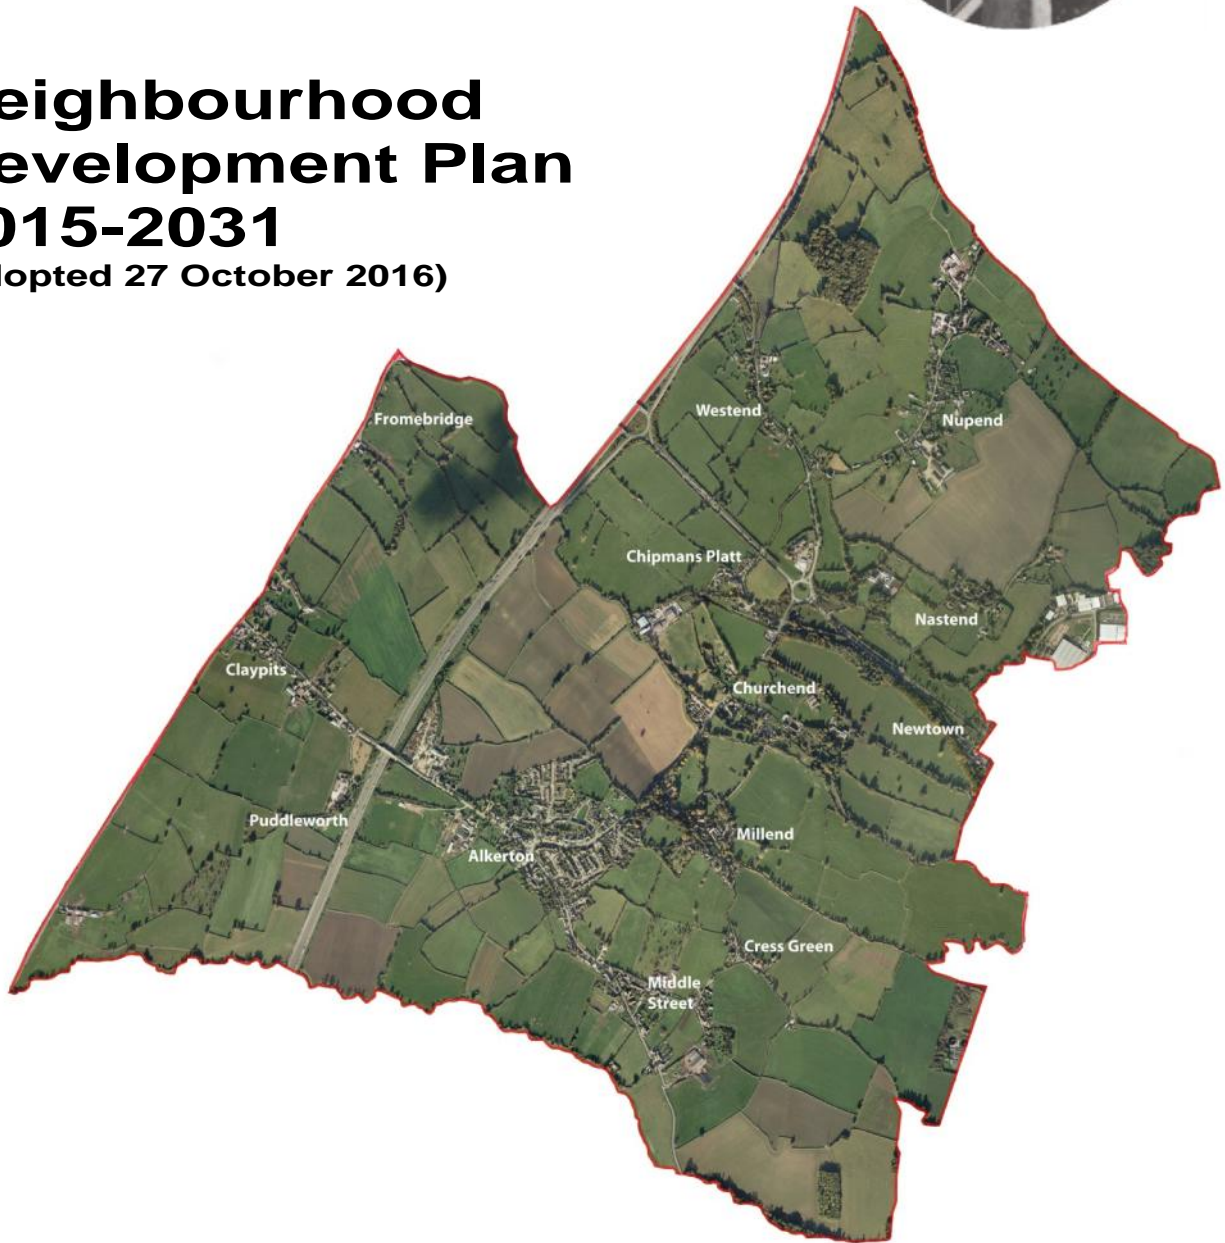 eighbourhood
evelopment Plan
015-2031
dopted 27 October 2016)
Fromebridge
Westend
Nupend
Chipmans Platt
Nastend
Claypits
Churchend
Newtown
Puddleworth
Millend
Alkerton
Cress Green
Middle
Street